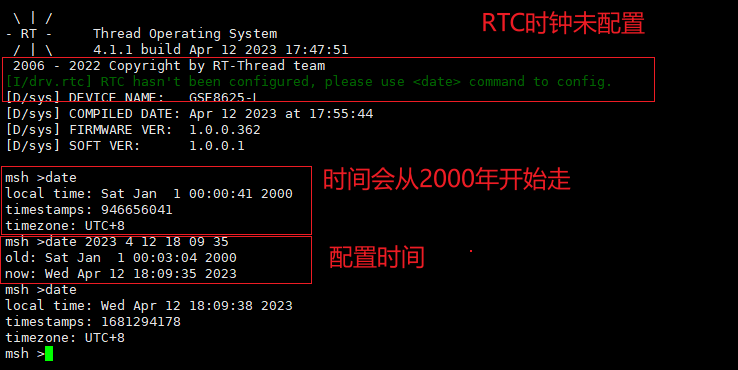 \ | /
- RT -     Thread Operating System
/ | \     4.1.1 build Apr 12 2023 17:47:51
2006 - 2022 Copyright by RT-Thread team
[I/drv.rtc] RTC hasn't been configured, please use <date> command to config.
[D/sys] DEVICE NAME:   GSE8625-L
[D/sys] COMPILED DATE: Apr 12 2023 at 17:55:44
[D/sys] FIRMWARE VER:  1.0.0.362
[D/sys] SOFT VER:      1.0.0.1
RTC时钟未配置
msh >date
local time: Sat Jan  1 00:00:41 2000
timestamps: 946656041
timezone: UTC+8
时间会从2000年开始走
msh >date 2023 4 12 18 09 35
old: Sat Jan  1 00:03:04 2000
now: Wed Apr 12 18:09:35 2023
配置时间
msh >date
local time: Wed Apr 12 18:09:38 2023
timestamps: 1681294178
timezone: UTC+8
msh >